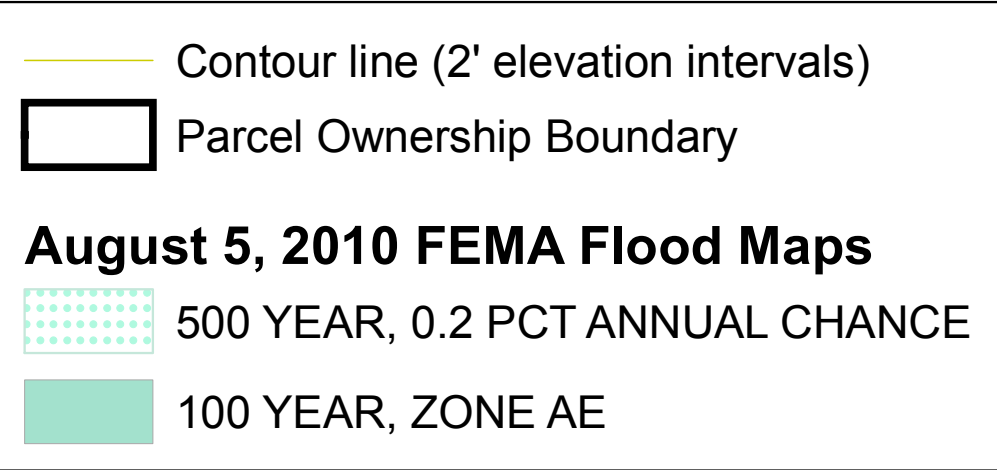 Contour line (2' elevation intervals)
Parcel Ownership Boundary
August 5, 2010 FEMA Flood Maps
500 YEAR, 0.2 PCT ANNUAL CHANCE
100 YEAR, ZONE AE